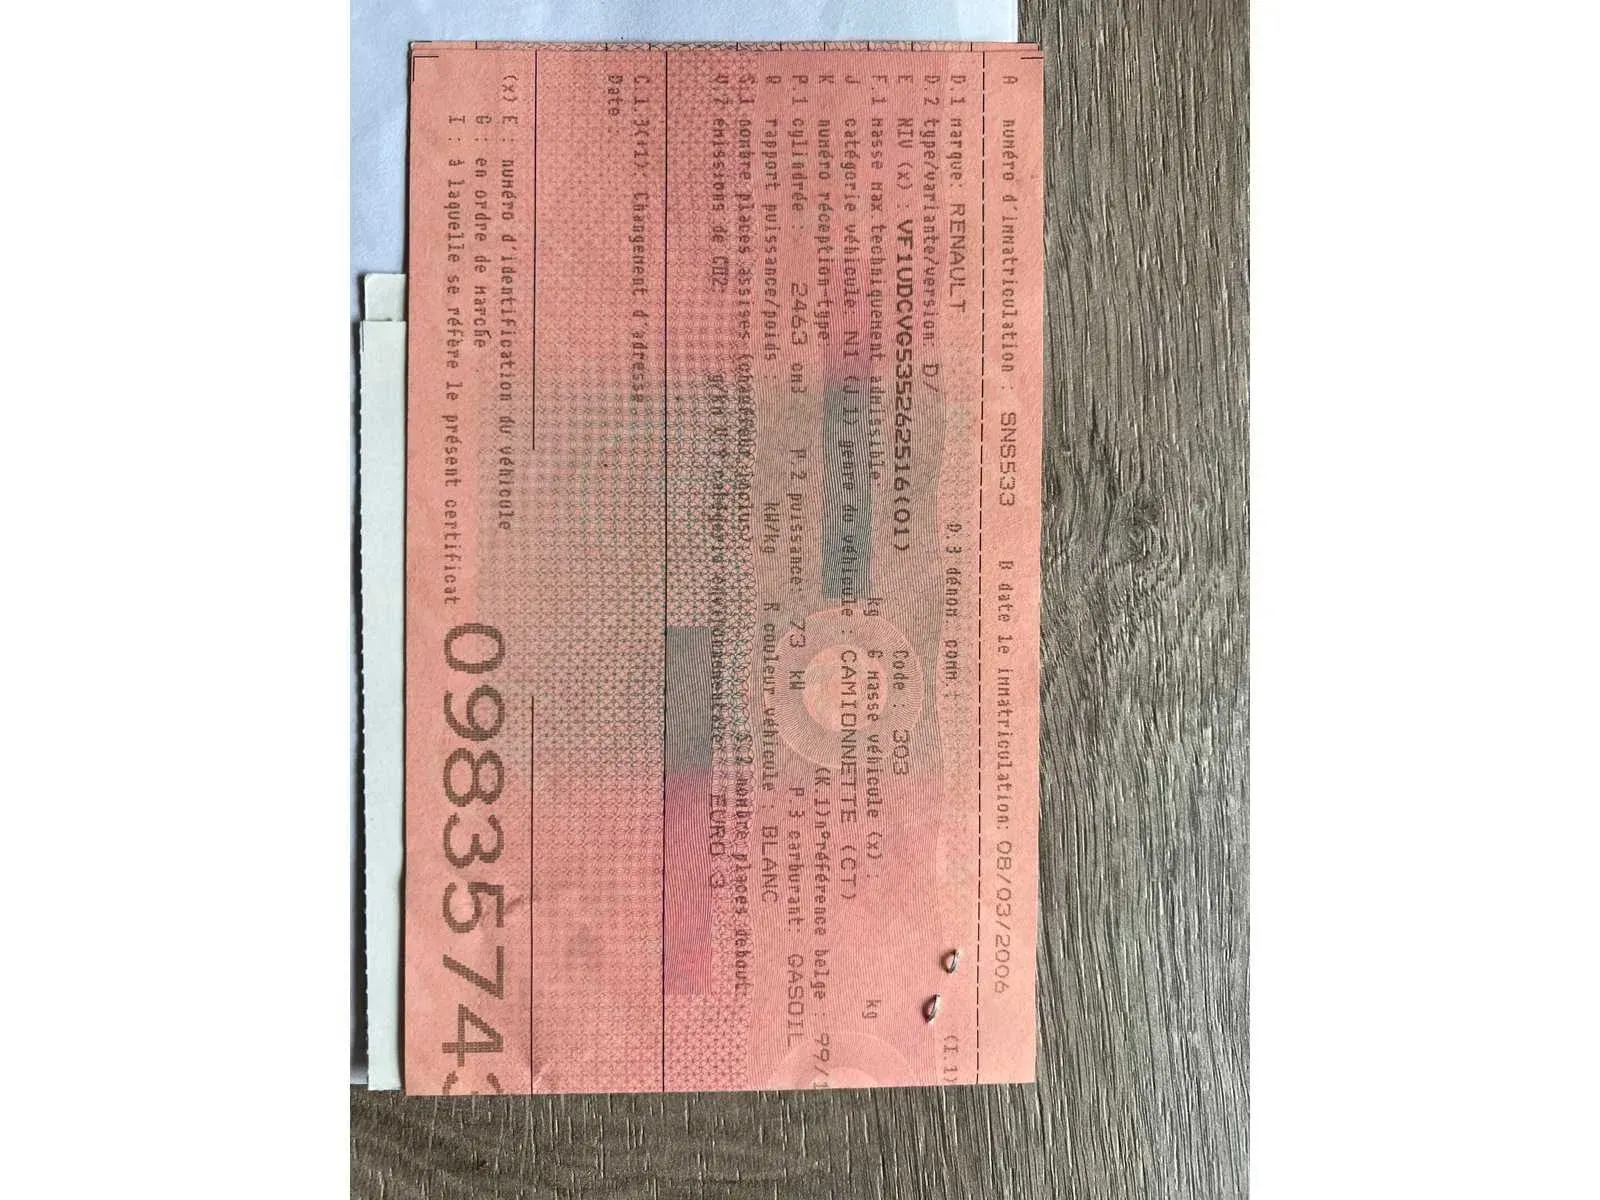 A numéro d'immatriculation : SNS533 B date 1e immatriculation: 08/03/2006
D.1 marque: RENAULT D.3 dénom. comm.: (I.1)
D.2 type/variante/version: D/
E NIV (x) : VF1UDCVG535262516(01) Code : 303
F.1 masse max techniquement admissible: kg G masse véhicule (x) : kg
J catégorie véhicule: N1 (J.1) genre du véhicule : CAMIONNETTE (CT)
K numéro réception-type (K.1)n°référence belge : 99/1
P.1 cylindrée : 2463 cm3 P.2 puissance: 73 kW P.3 carburant: GASOIL
Q rapport puissance/poids : kW/kg R couleur véhicule : BLANC
S.1 nombre places assises (chauffeur inclus): S.2 nombre places debout:
V.7 émissions de CO2: g/km V.9 catégorie environnementale: EURO 3
C.1.3(+1): Changement d'adresse
Date :
(x) E : numéro d'identification du véhicule
G : en ordre de marche
I : à laquelle se réfère le présent certificat
09835743